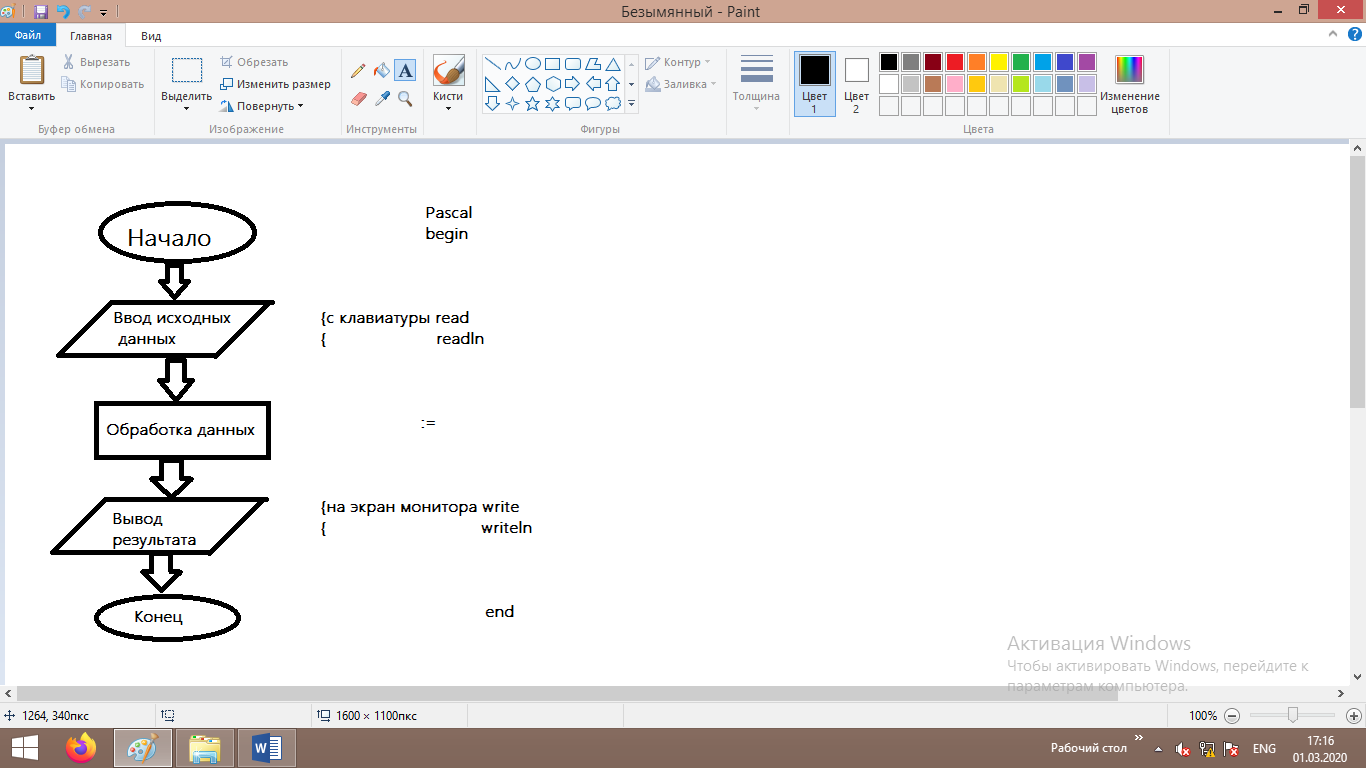 Безымянный - Paint
Файл Главная Вид
Вставить
Вырезать
Копировать
Буфер обмена
Выделить
Обрезать
Изменить размер
Повернуть
Изображение
A
Инструменты
Кисти
Контур
Заливка
Фигуры
Толщина
Цвет 1
Цвет 2
Изменение цветов
Цвета
Начало
Pascal
begin
Ввод исходных
данных
{с клавиатуры read
{ readln
Обработка данных
:=
Вывод
результата
{на экран монитора write
{ writeln
Конец
end
Активация Windows
Чтобы активировать Windows, перейдите к
параметрам компьютера.
1264, 340пкс 1600 × 1100пкс 100%
Рабочий стол » ENG 17:16
01.03.2020